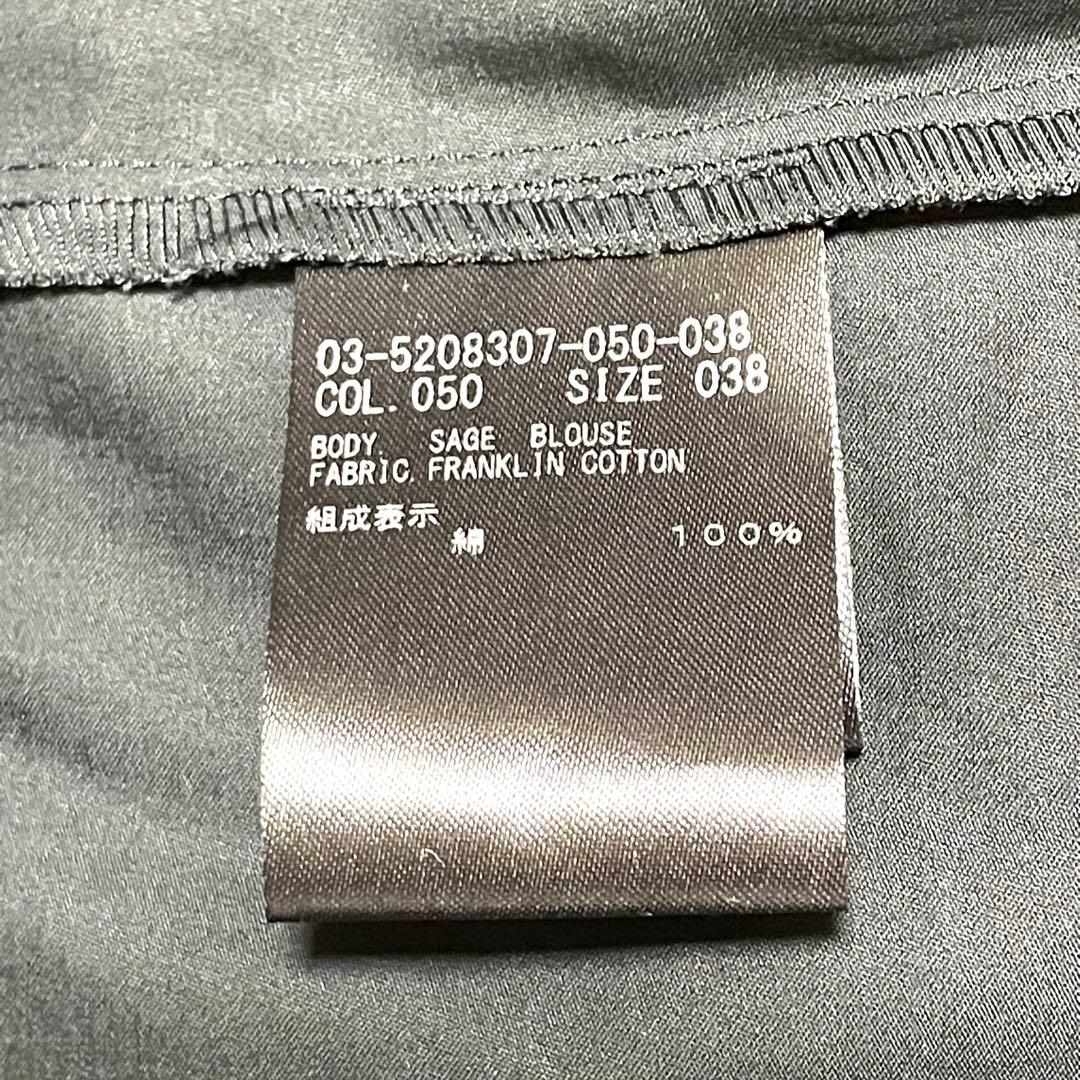 03-5208307-050-038
COL. 050 SIZE 038
BODY. SAGE BLOUSE
FABRIC. FRANKLIN COTTON
組成表示
綿 100%